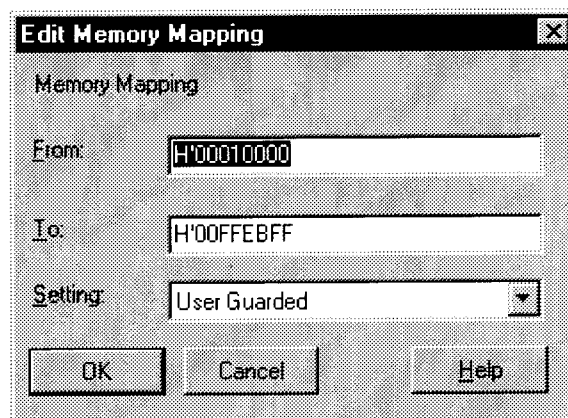 Edit Memory Mapping
Memory Mapping
From: H'00010000
To: H'00FFEBFF
Setting: User Guarded
OK Cancel Help